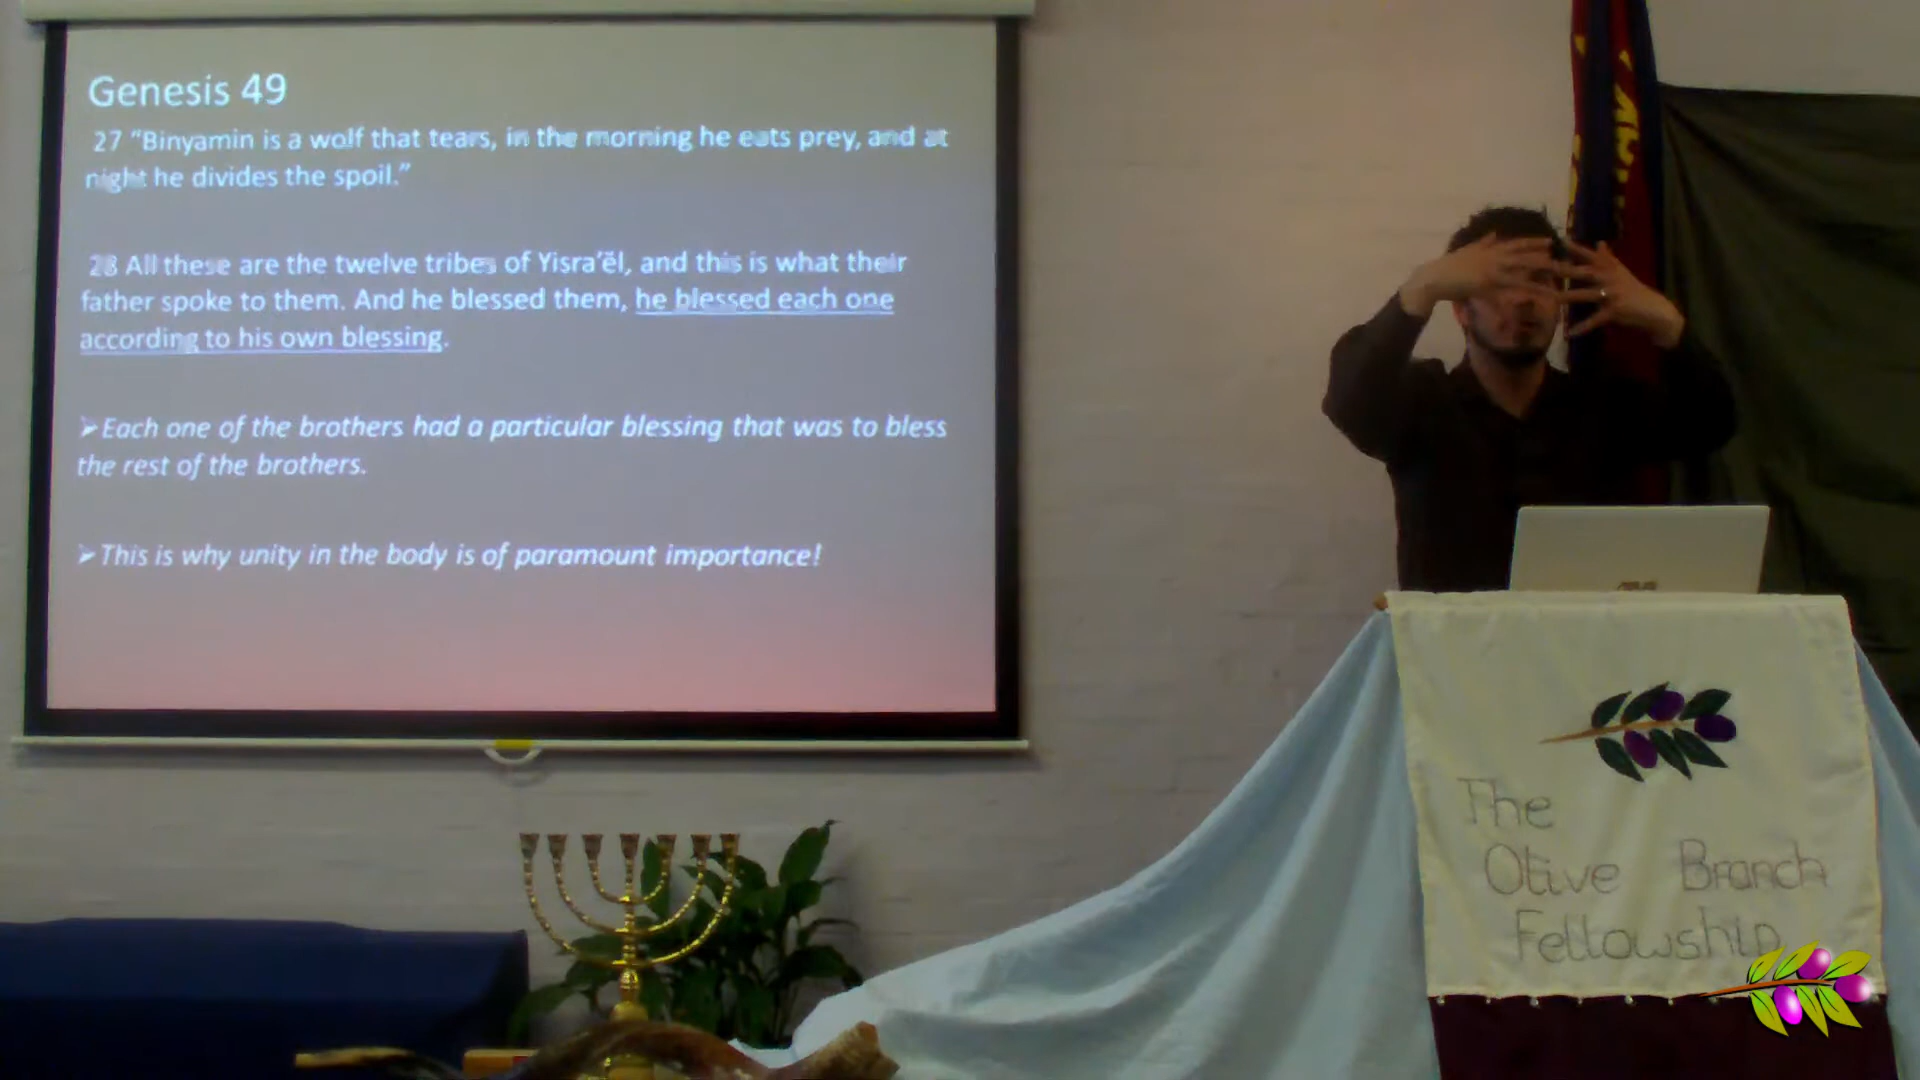 Genesis 49
27 “Binyamin is a wolf that tears, in the morning he eats prey, and at
night he divides the spoil.”
28 All these are the twelve tribes of Yisra’ĕl, and this is what their
father spoke to them. And he blessed them, he blessed each one
according to his own blessing.
➢Each one of the brothers had a particular blessing that was to bless
the rest of the brothers.
➢This is why unity in the body is of paramount importance!
ASUS
The
Olive Branch
Fellowship